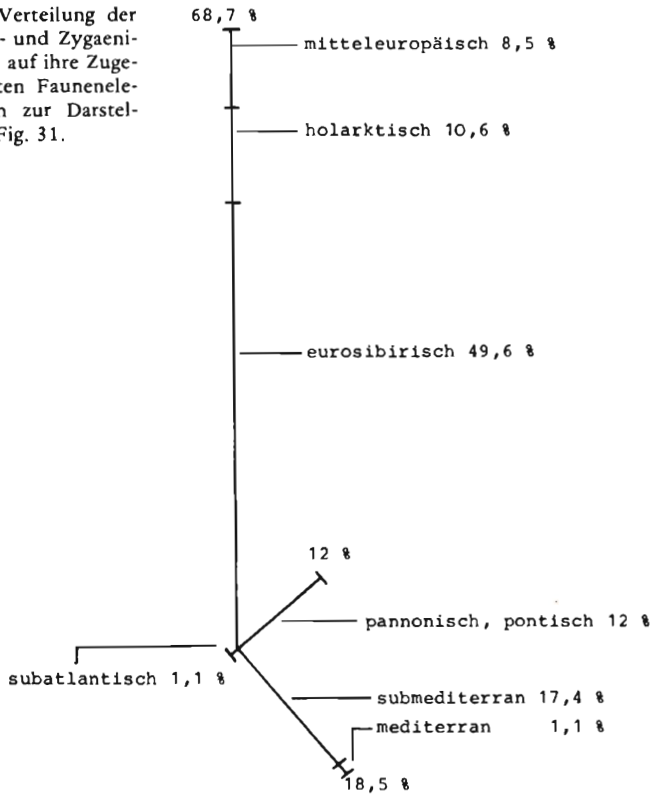 Verteilung der
- und Zygaeni-
auf ihre Zuge-
ten Faunenele-
zur Darstel-
Fig. 31.
68,7 %
mitteleuropäisch 8,5 %
holarktisch 10,6 %
eurosibirisch 49,6 %
12 %
pannonisch, pontisch 12 %
subatlantisch 1,1 %
submediterran 17,4 %
mediterran 1,1 %
18,5 %